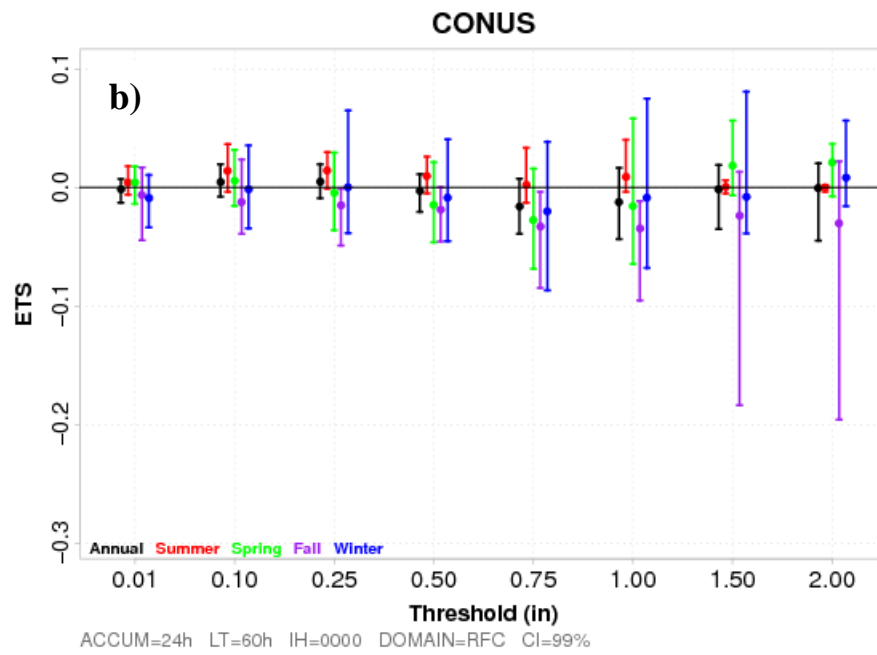 CONUS
b)
0.1
0.0
−0.1
−0.2
−0.3
ETS
Annual Summer Spring Fall Winter
0.01 0.10 0.25 0.50 0.75 1.00 1.50 2.00
Threshold (in)
ACCUM=24h LT=60h IH=0000 DOMAIN=RFC CI=99%